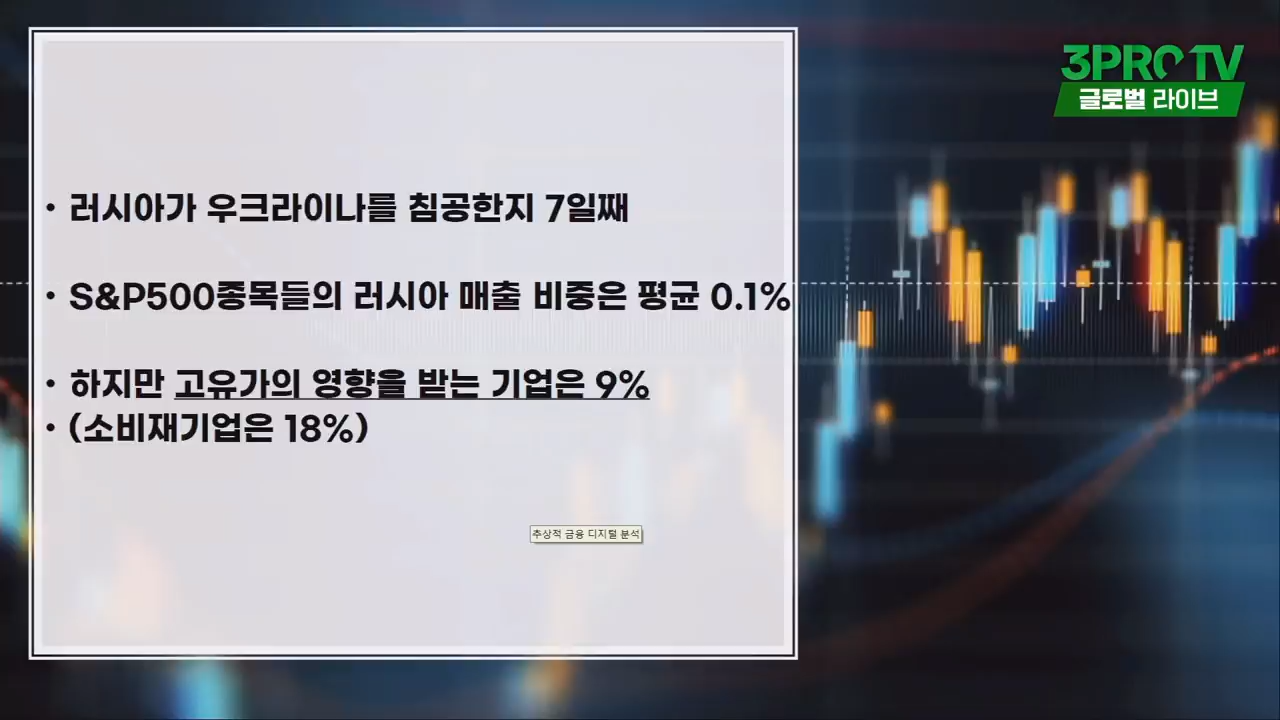 3PRO TV
글로벌 라이브
• 러시아가 우크라이나를 침공한지 7일째
• S&P500종목들의 러시아 매출 비중은 평균 0.1%
• 하지만 고유가의 영향을 받는 기업은 9%
• (소비재기업은 18%)
추상적 금융 디지털 분석